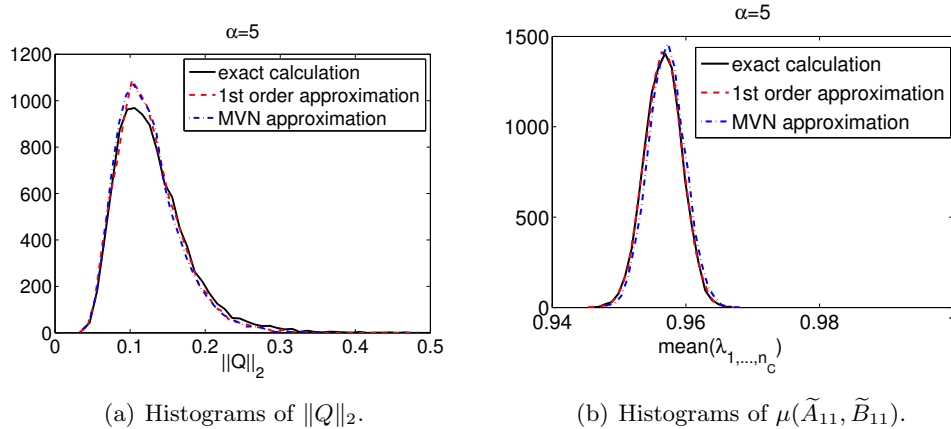 α=5
1200
1000
800
600
400
200
0
0 0.1 0.2 0.3 0.4 0.5
||Q||₂
exact calculation
1st order approximation
MVN approximation
(a) Histograms of ‖Q‖₂.
α=5
1500
1000
500
0
0.94 0.96 0.98
mean(λ₁,...,n_C)
exact calculation
1st order approximation
MVN approximation
(b) Histograms of μ(Ã₁₁, B̃₁₁).